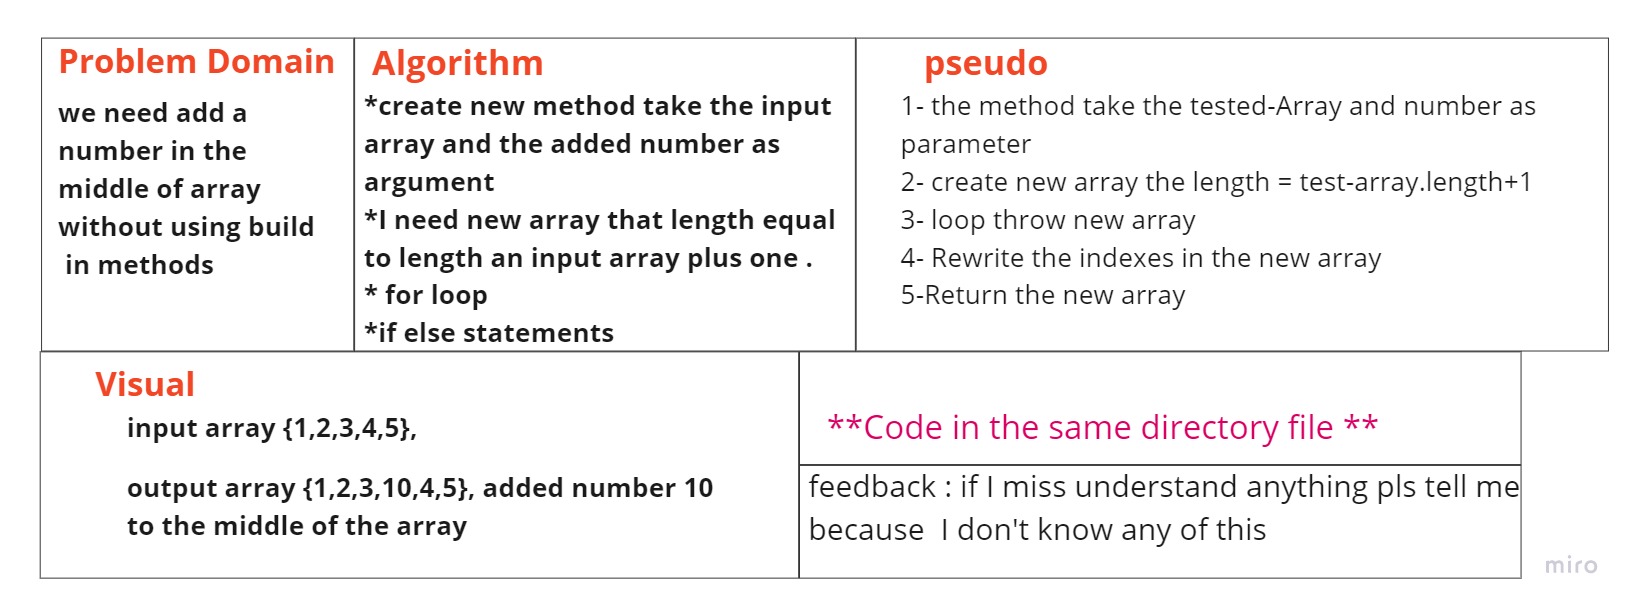 Problem Domain
we need add a
number in the
middle of array
without using build
in methods
Algorithm
*create new method take the input
array and the added number as
argument
*I need new array that length equal
to length an input array plus one .
* for loop
*if else statements
pseudo
1- the method take the tested-Array and number as
parameter
2- create new array the length = test-array.length+1
3- loop throw new array
4- Rewrite the indexes in the new array
5-Return the new array
Visual
input array {1,2,3,4,5},
output array {1,2,3,10,4,5}, added number 10
to the middle of the array
**Code in the same directory file **
feedback : if I miss understand anything pls tell me
because  I don't know any of this
miro